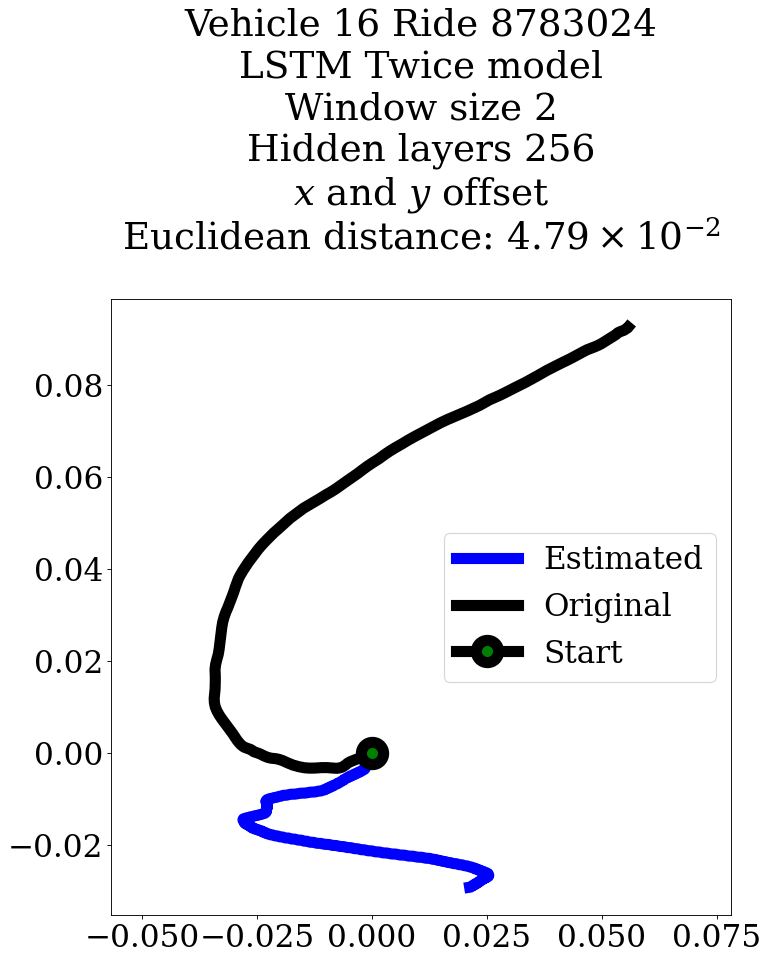 Vehicle 16 Ride 8783024
LSTM Twice model
Window size 2
Hidden layers 256
x and y offset
Euclidean distance: 4.79 × 10⁻²
0.08
0.06
0.04
0.02
0.00
−0.02
Estimated
Original
Start
−0.050 −0.025 0.000 0.025 0.050 0.075